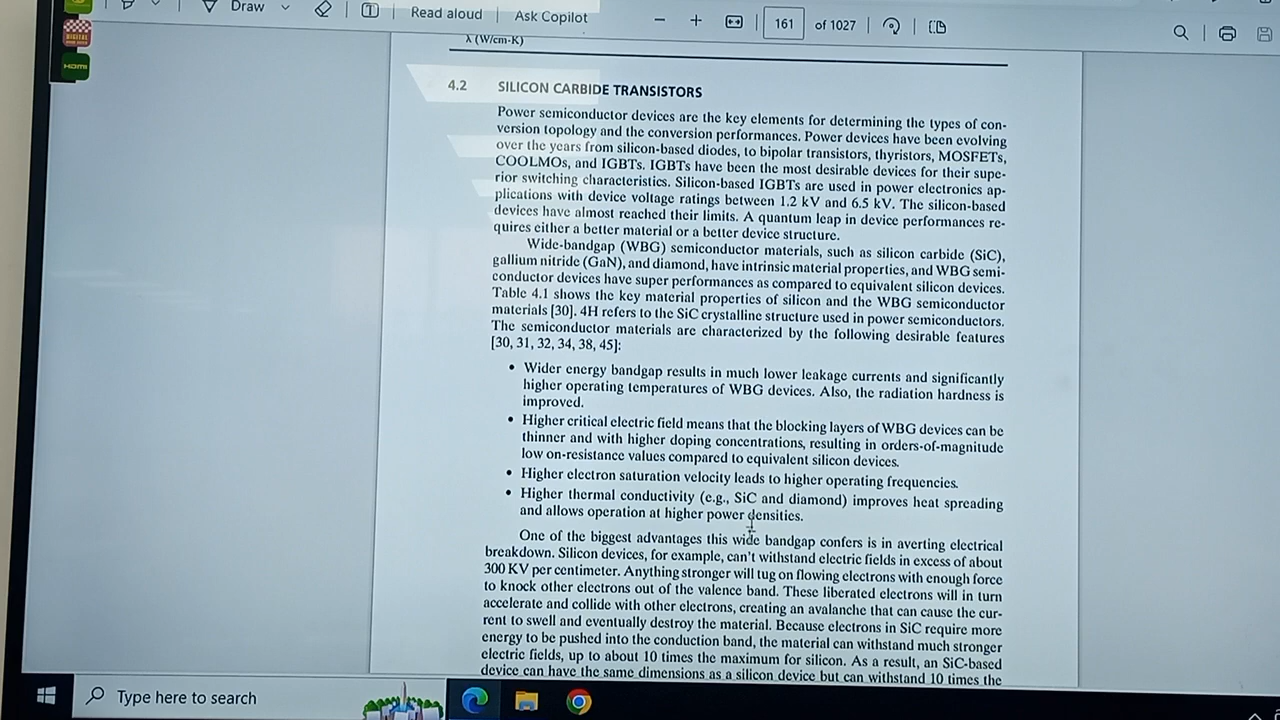 Draw
Read aloud
Ask Copilot
161
of 1027
DIGITAL
HDMI
λ (W/cm-K)
4.2 SILICON CARBIDE TRANSISTORS
Power semiconductor devices are the key elements for determining the types of con-
version topology and the conversion performances. Power devices have been evolving
over the years from silicon-based diodes, to bipolar transistors, thyristors, MOSFETs,
COOLMOs, and IGBTs. IGBTs have been the most desirable devices for their supe-
rior switching characteristics. Silicon-based IGBTs are used in power electronics ap-
plications with device voltage ratings between 1.2 kV and 6.5 kV. The silicon-based
devices have almost reached their limits. A quantum leap in device performances re-
quires either a better material or a better device structure.
Wide-bandgap (WBG) semiconductor materials, such as silicon carbide (SiC),
gallium nitride (GaN), and diamond, have intrinsic material properties, and WBG semi-
conductor devices have super performances as compared to equivalent silicon devices.
Table 4.1 shows the key material properties of silicon and the WBG semiconductor
materials [30]. 4H refers to the SiC crystalline structure used in power semiconductors.
The semiconductor materials are characterized by the following desirable features
[30, 31, 32, 34, 38, 45]:
• Wider energy bandgap results in much lower leakage currents and significantly
higher operating temperatures of WBG devices. Also, the radiation hardness is
improved.
• Higher critical electric field means that the blocking layers of WBG devices can be
thinner and with higher doping concentrations, resulting in orders-of-magnitude
low on-resistance values compared to equivalent silicon devices.
• Higher electron saturation velocity leads to higher operating frequencies.
• Higher thermal conductivity (e.g., SiC and diamond) improves heat spreading
and allows operation at higher power densities.
One of the biggest advantages this wide bandgap confers is in averting electrical
breakdown. Silicon devices, for example, can't withstand electric fields in excess of about
300 KV per centimeter. Anything stronger will tug on flowing electrons with enough force
to knock other electrons out of the valence band. These liberated electrons will in turn
accelerate and collide with other electrons, creating an avalanche that can cause the cur-
rent to swell and eventually destroy the material. Because electrons in SiC require more
energy to be pushed into the conduction band, the material can withstand much stronger
electric fields, up to about 10 times the maximum for silicon. As a result, an SiC-based
device can have the same dimensions as a silicon device but can withstand 10 times the
Type here to search